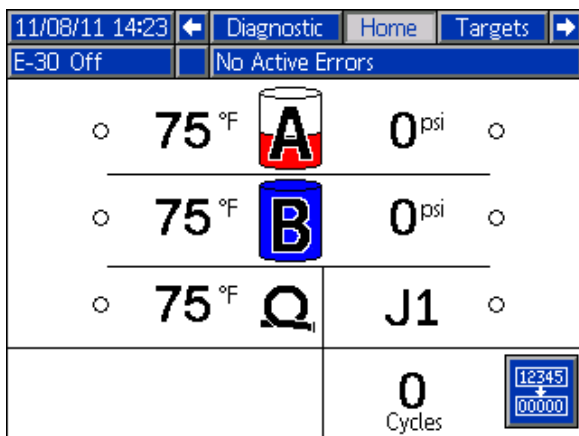 11/08/11 14:23 Diagnostic Home Targets
E-30 Off No Active Errors
75 °F A 0 psi
75 °F B 0 psi
75 °F J1
0
Cycles
12345
00000